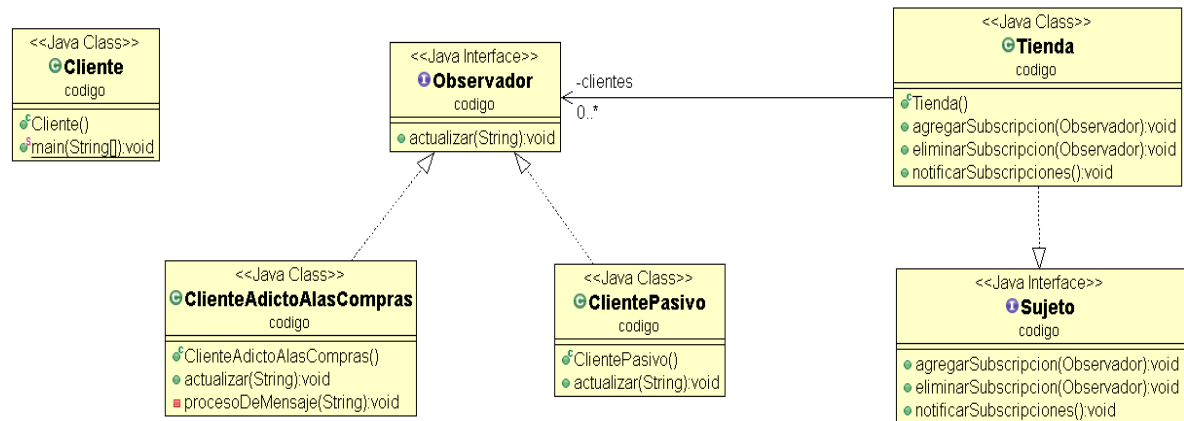 <<Java Class>>
Cliente
codigo
Cliente()
main(String[]):void
<<Java Interface>>
Observador
codigo
actualizar(String):void
-clientes
0..*
<<Java Class>>
Tienda
codigo
Tienda()
agregarSubscripcion(Observador):void
eliminarSubscripcion(Observador):void
notificarSubscripciones():void
<<Java Class>>
ClienteAdictoAlasCompras
codigo
ClienteAdictoAlasCompras()
actualizar(String):void
procesoDeMensaje(String):void
<<Java Class>>
ClientePasivo
codigo
ClientePasivo()
actualizar(String):void
<<Java Interface>>
Sujeto
codigo
agregarSubscripcion(Observador):void
eliminarSubscripcion(Observador):void
notificarSubscripciones():void